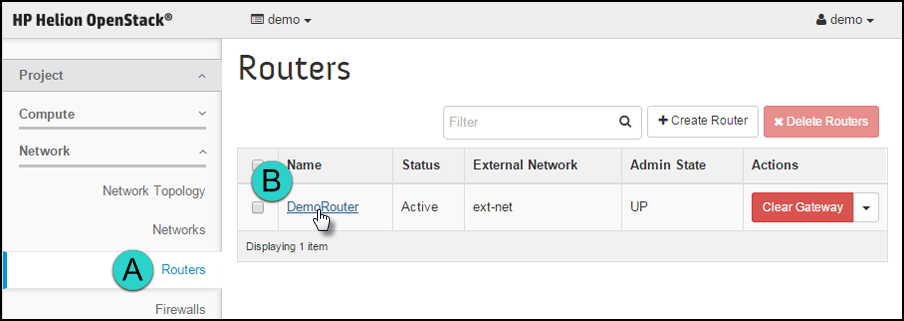 HP Helion OpenStack® demo demo
Project
Routers
Compute
Filter Create Router Delete Routers
Network
Name Status External Network Admin State Actions
B
Network Topology
DemoRouter Active ext-net UP Clear Gateway
Networks
Displaying 1 item
A Routers
Firewalls